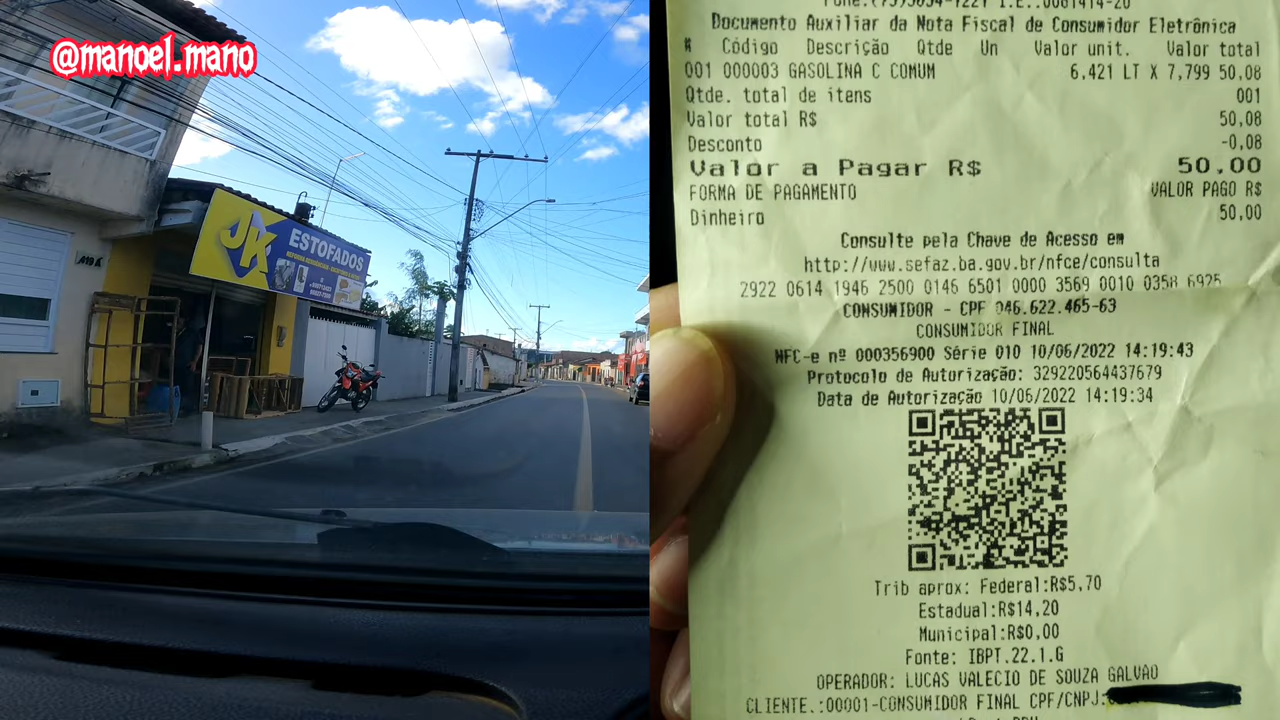 @manoel.mano
JK
ESTOFADOS
419 A
Documento Auxiliar da Nota Fiscal de Consumidor Eletrônica
# Código Descrição Qtde Un Valor unit. Valor total
001 000003 GASOLINA C COMUM 6,421 LT X 7,799 50,08
Qtde. total de itens 001
Valor total R$ 50,08
Desconto -0,08
Valor a Pagar R$ 50,00
FORMA DE PAGAMENTO VALOR PAGO R$
Dinheiro 50,00
Consulte pela Chave de Acesso em
http://www.sefaz.ba.gov.br/nfce/consulta
2922 0614 1946 2500 0146 6501 0000 3569 0010 0358 6925
CONSUMIDOR - CPF 046.622.465-63
CONSUMIDOR FINAL
NFC-e nº 000356900 Série 010 10/06/2022 14:19:43
Protocolo de Autorização: 329220564437679
Data de Autorização 10/06/2022 14:19:34
Trib aprox: Federal:R$5,70
Estadual:R$14,20
Municipal:R$0,00
Fonte: IBPT.22.1.G
OPERADOR: LUCAS VALECIO DE SOUZA GALVAO
CLIENTE.:00001-CONSUMIDOR FINAL CPF/CNPJ: